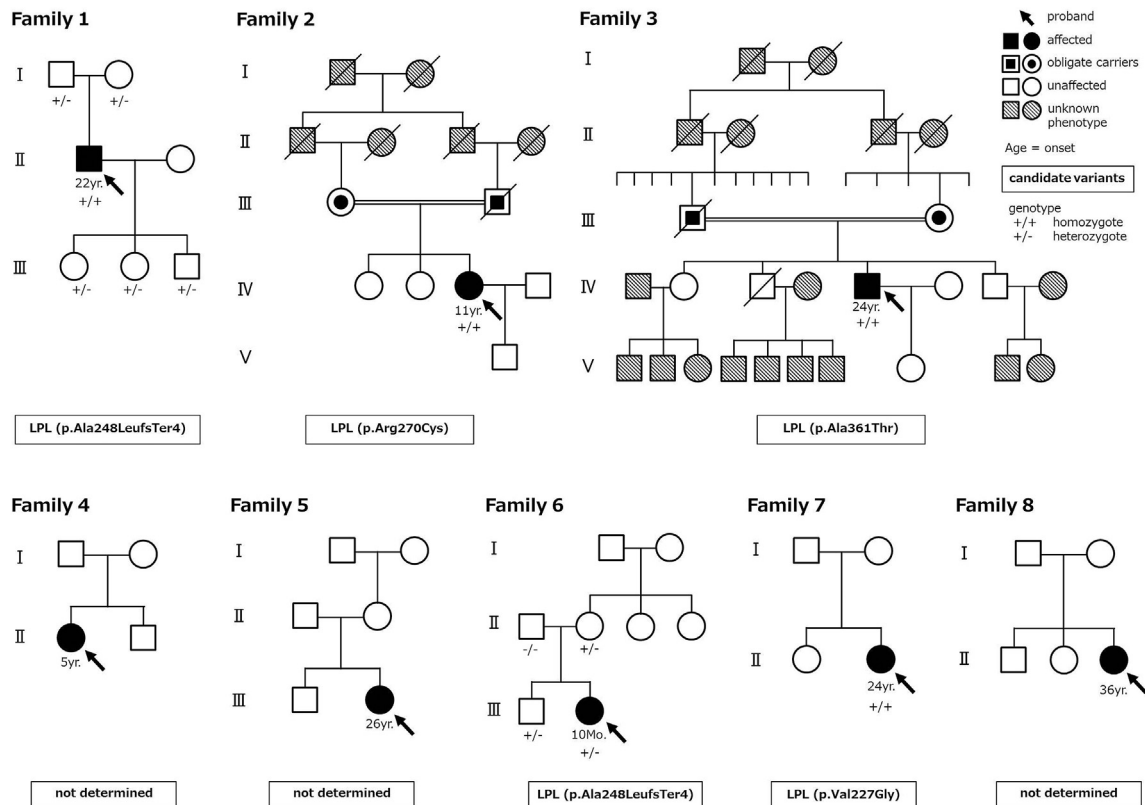 Family 1
I
+/- +/-
II
22yr.
+/+
III
+/- +/- +/-
LPL (p.Ala248LeufsTer4)
Family 2
I
II
III
IV
11yr.
+/+
V
LPL (p.Arg270Cys)
Family 3
I
II
III
IV
24yr.
+/+
V
LPL (p.Ala361Thr)
proband
affected
obligate carriers
unaffected
unknown
phenotype
Age = onset
candidate variants
genotype
+/+ homozygote
+/- heterozygote
Family 4
I
II
5yr.
not determined
Family 5
I
II
III
26yr.
not determined
Family 6
I
II
-/- +/-
III
+/- 10Mo.
+/-
LPL (p.Ala248LeufsTer4)
Family 7
I
II
24yr.
+/+
LPL (p.Val227Gly)
Family 8
I
II
36yr.
not determined